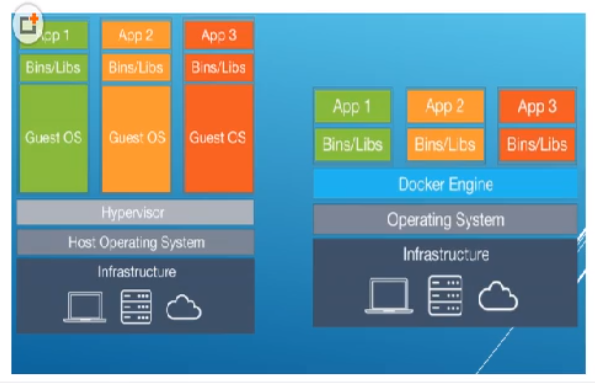 App 1 App 2 App 3
Bins/Libs Bins/Libs Bins/Libs
Guest OS Guest OS Guest OS
Hypervisor
Host Operating System
Infrastructure
App 1 App 2 App 3
Bins/Libs Bins/Libs Bins/Libs
Docker Engine
Operating System
Infrastructure